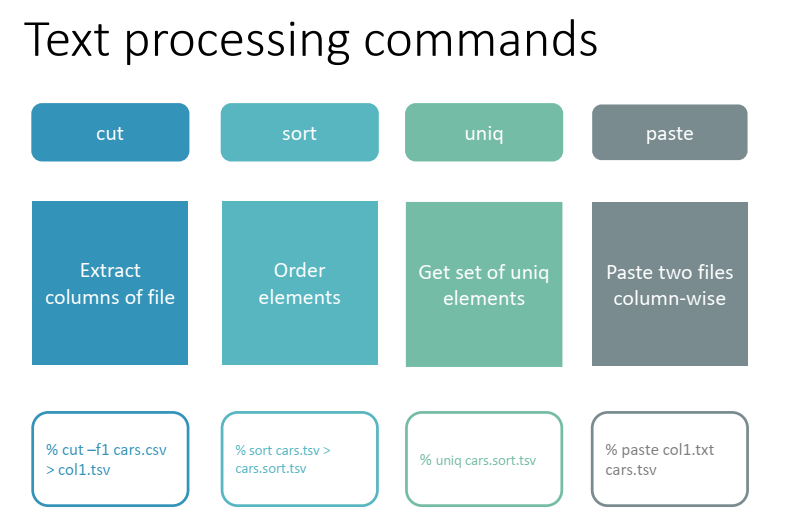 Text processing commands
cut
sort
uniq
paste
Extract
columns of file
Order
elements
Get set of uniq
elements
Paste two files
column-wise
% cut –f1 cars.csv
> col1.tsv
% sort cars.tsv >
cars.sort.tsv
% uniq cars.sort.tsv
% paste col1.txt
cars.tsv